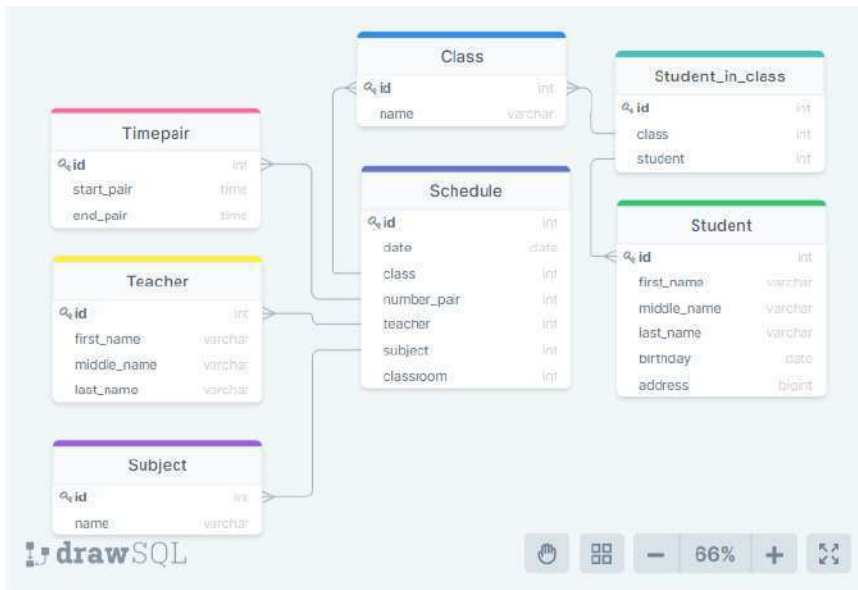 Class
id int
name varchar
Student_in_class
id int
class int
student int
Timepair
id int
start_pair time
end_pair time
Schedule
id int
date date
class int
number_pair int
teacher int
subject int
classroom int
Student
id int
first_name varchar
middle_name varchar
last_name varchar
birthday date
address bigint
Teacher
id int
first_name varchar
middle_name varchar
last_name varchar
Subject
id int
name varchar
drawSQL
66%